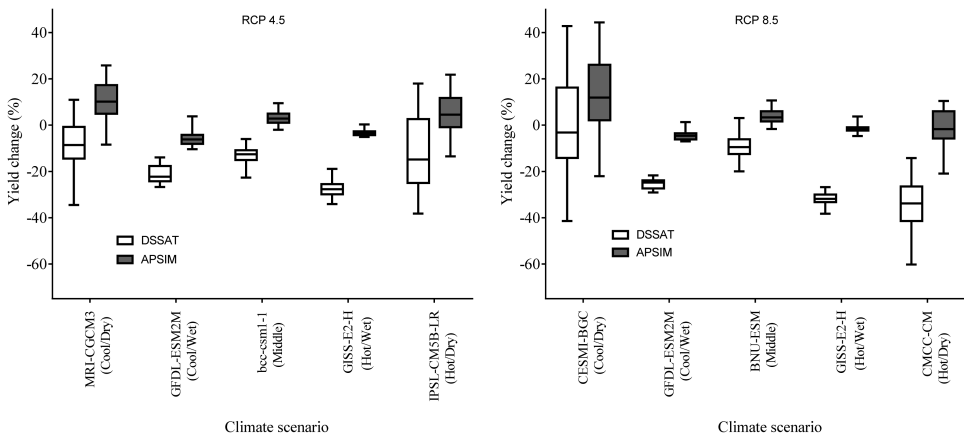 RCP 4.5
Yield change (%)
40
20
0
-20
-40
-60
DSSAT
APSIM
MRI-CGCM3
(Cool/Dry)
GFDL-ESM2M
(Cool/Wet)
bcc-csm1-1
(Middle)
GISS-E2-H
(Hot/Wet)
IPSL-CM5B-LR
(Hot/Dry)
Climate scenario
RCP 8.5
Yield change (%)
40
20
0
-20
-40
-60
DSSAT
APSIM
CESMI-BGC
(Cool/Dry)
GFDL-ESM2M
(Cool/Wet)
BNU-ESM
(Middle)
GISS-E2-H
(Hot/Wet)
CMCC-CM
(Hot/Dry)
Climate scenario